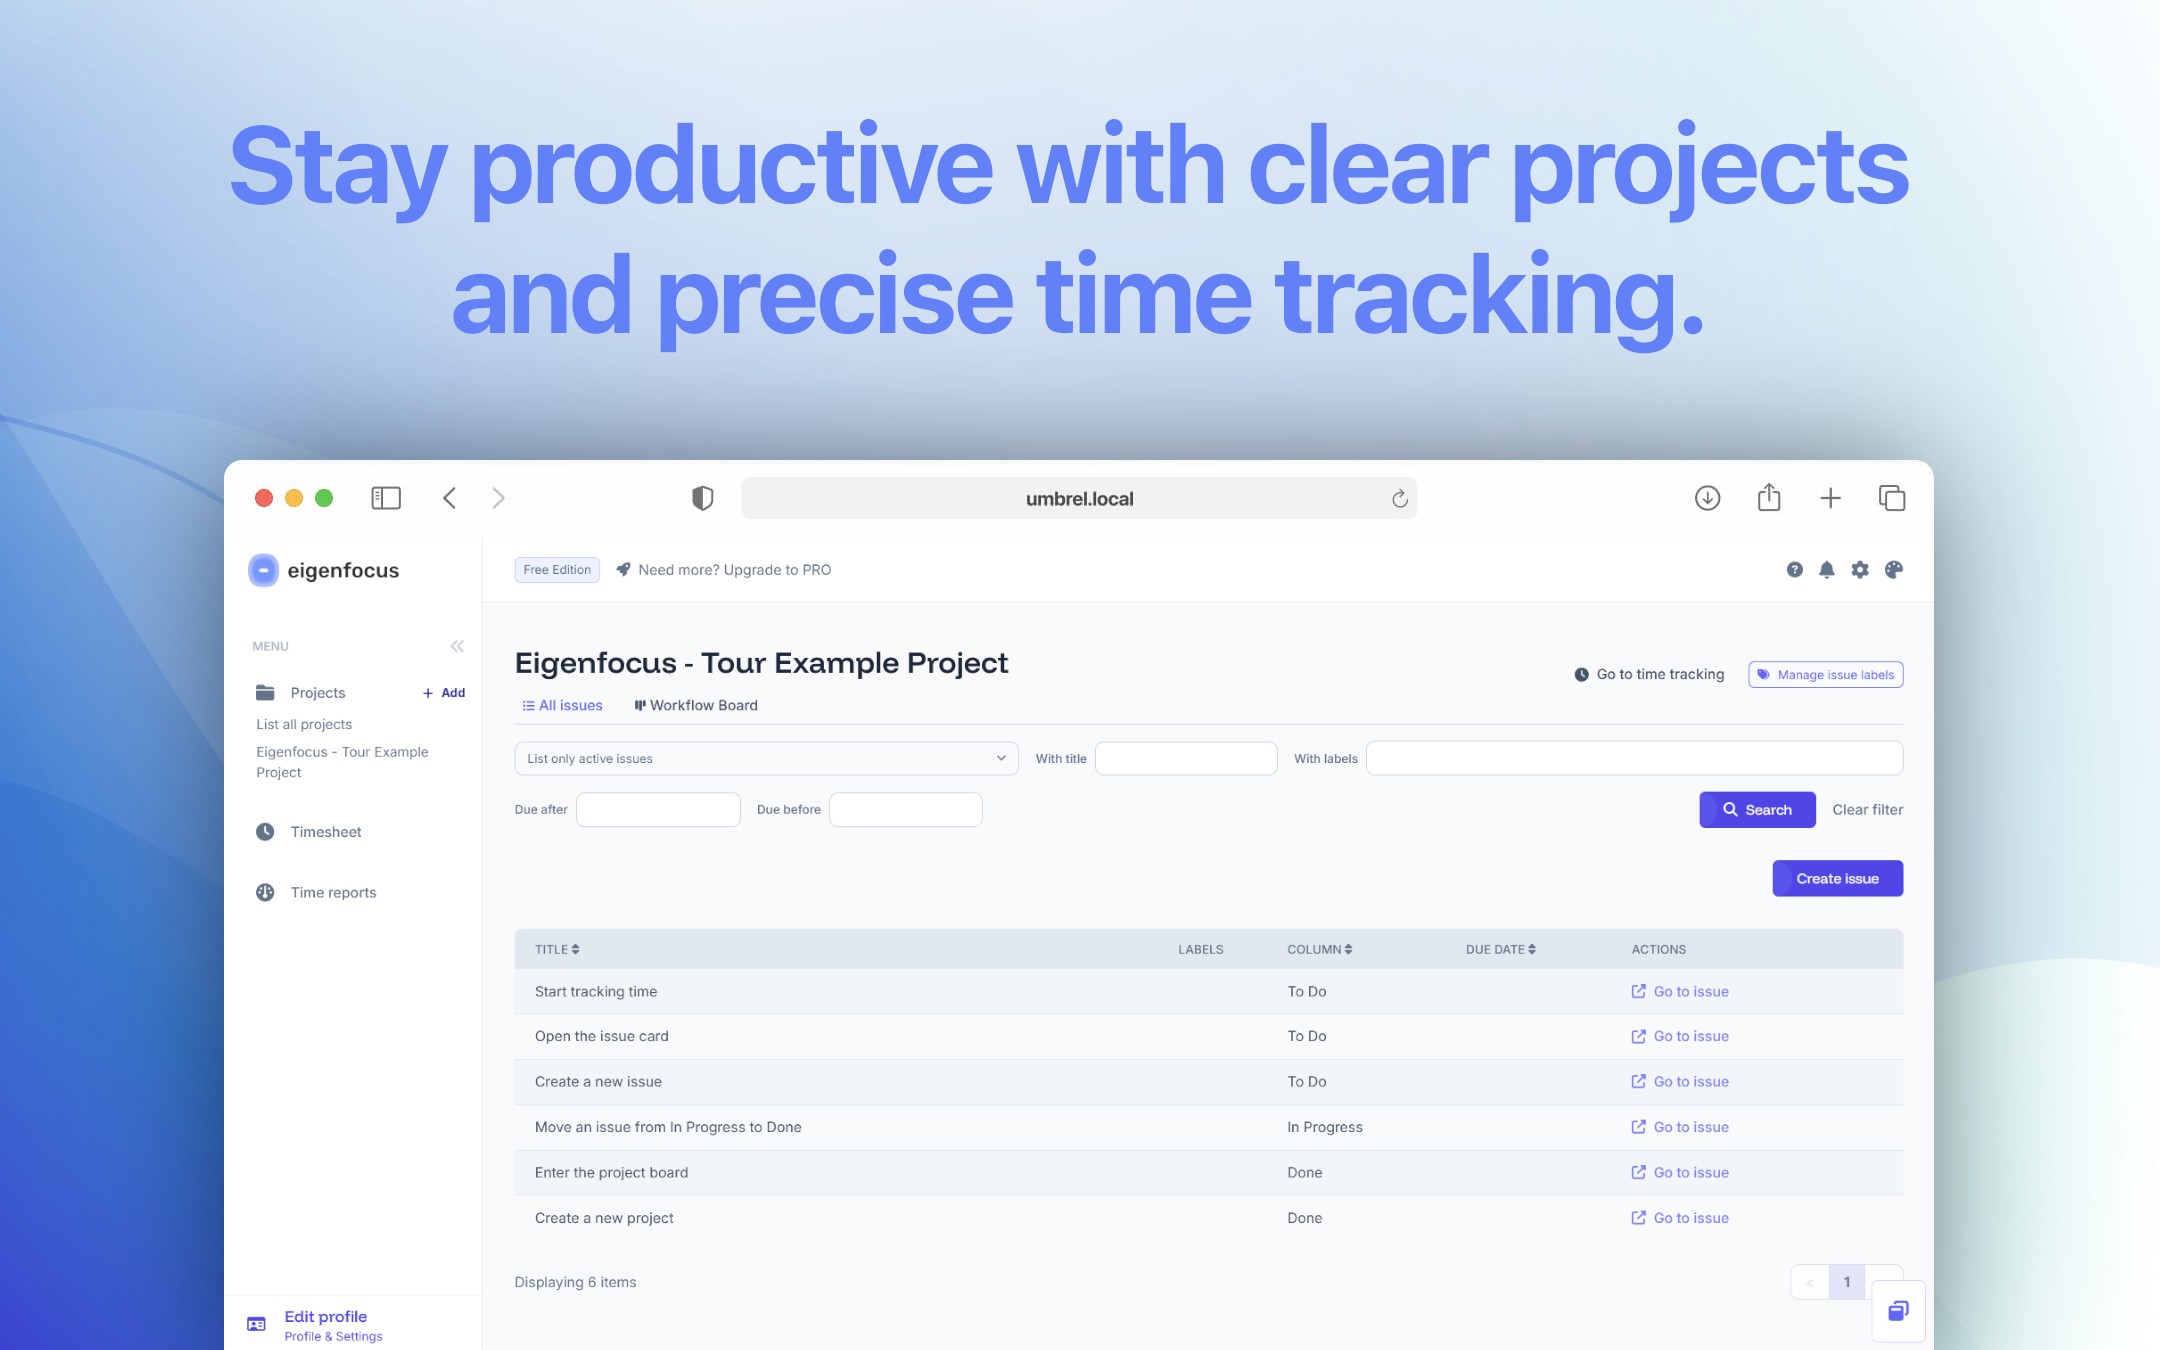 Stay productive with clear projects
and precise time tracking.
umbrel.local
eigenfocus
Free Edition
Need more? Upgrade to PRO
MENU
Projects
+ Add
List all projects
Eigenfocus - Tour Example
Project
Timesheet
Time reports
Edit profile
Profile & Settings
Eigenfocus - Tour Example Project
Go to time tracking
Manage issue labels
All issues
Workflow Board
List only active issues
With title
With labels
Due after
Due before
Search
Clear filter
Create issue
TITLE LABELS COLUMN DUE DATE ACTIONS
Start tracking time To Do Go to issue
Open the issue card To Do Go to issue
Create a new issue To Do Go to issue
Move an issue from In Progress to Done In Progress Go to issue
Enter the project board Done Go to issue
Create a new project Done Go to issue
Displaying 6 items
< 1